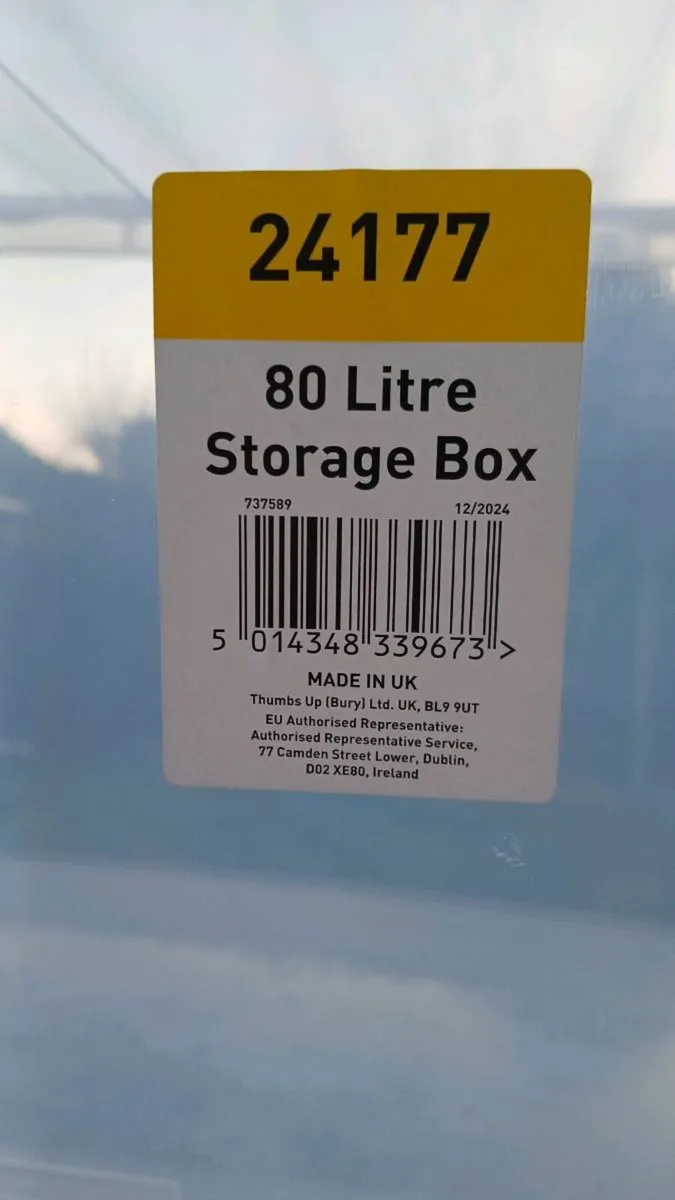 24177
80 Litre
Storage Box
737589 12/2024
5 014348 339673 >
MADE IN UK
Thumbs Up (Bury) Ltd. UK, BL9 9UT
EU Authorised Representative:
Authorised Representative Service,
77 Camden Street Lower, Dublin,
D02 XE80, Ireland